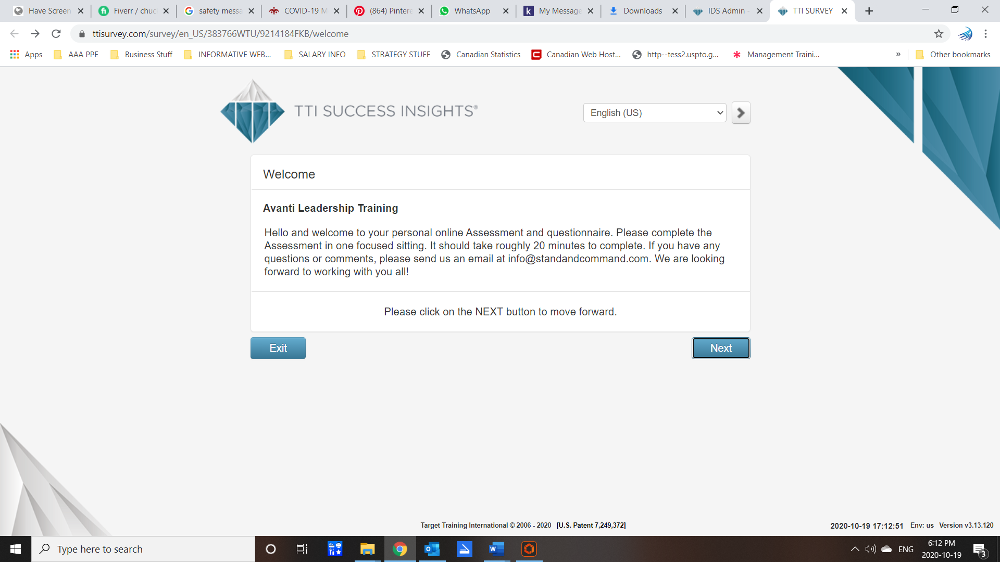 Have Screen
Fiverr / chuc
safety messa
COVID-19 M
(864) Pintere
WhatsApp
My Message
Downloads
IDS Admin -
TTI SURVEY
ttisurvey.com/survey/en_US/383766WTU/9214184FKB/welcome
Apps
AAA PPE
Business Stuff
INFORMATIVE WEB...
SALARY INFO
STRATEGY STUFF
Canadian Statistics
Canadian Web Host...
http--tess2.uspto.g...
Management Traini...
»
Other bookmarks
TTI SUCCESS INSIGHTS®
English (US)
Welcome
Avanti Leadership Training
Hello and welcome to your personal online Assessment and questionnaire. Please complete the
Assessment in one focused sitting. It should take roughly 20 minutes to complete. If you have any
questions or comments, please send us an email at info@standandcommand.com. We are looking
forward to working with you all!
Please click on the NEXT button to move forward.
Exit
Next
Target Training International © 2006 - 2020 [U.S. Patent 7,249,372]
2020-10-19 17:12:51 Env: us Version v3.13.120
Type here to search
ENG
6:12 PM
2020-10-19
3